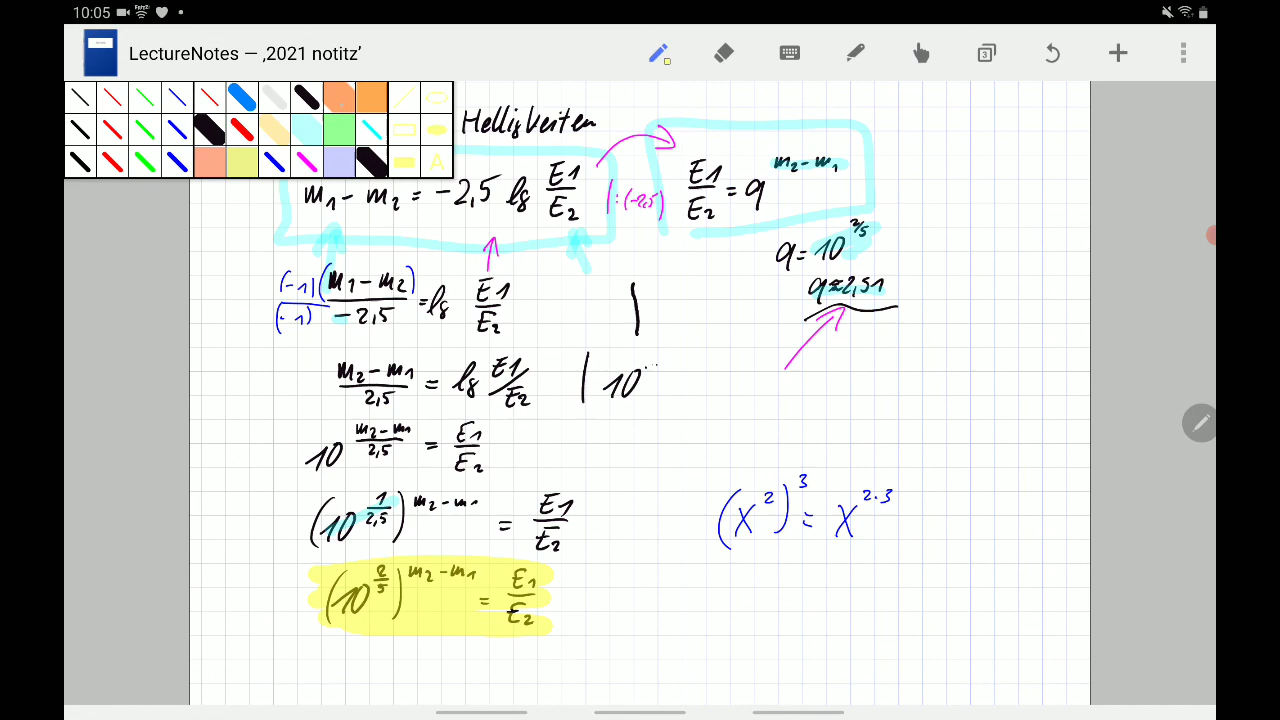 10:05
LectureNotes — ‚2021 notitz’
3
A
Helligkeiten
m₁ − m₂ = −2,5 lg E1/E2
| : (−2,5)
E1/E2 = q^(m₂ − m₁)
q = 10^(2/5)
q ≈ 2,51
(−1)(m₁ − m₂)/(−1) −2,5 = lg E1/E2 |
m₂ − m₁/2,5 = lg E1/E2 | 10^...
10^(m₂ − m₁/2,5) = E1/E2
(10^(1/2,5))^(m₂ − m₁) = E1/E2
(x²)³ = x^(2·3)
(10^(2/5))^(m₂ − m₁) = E1/E2